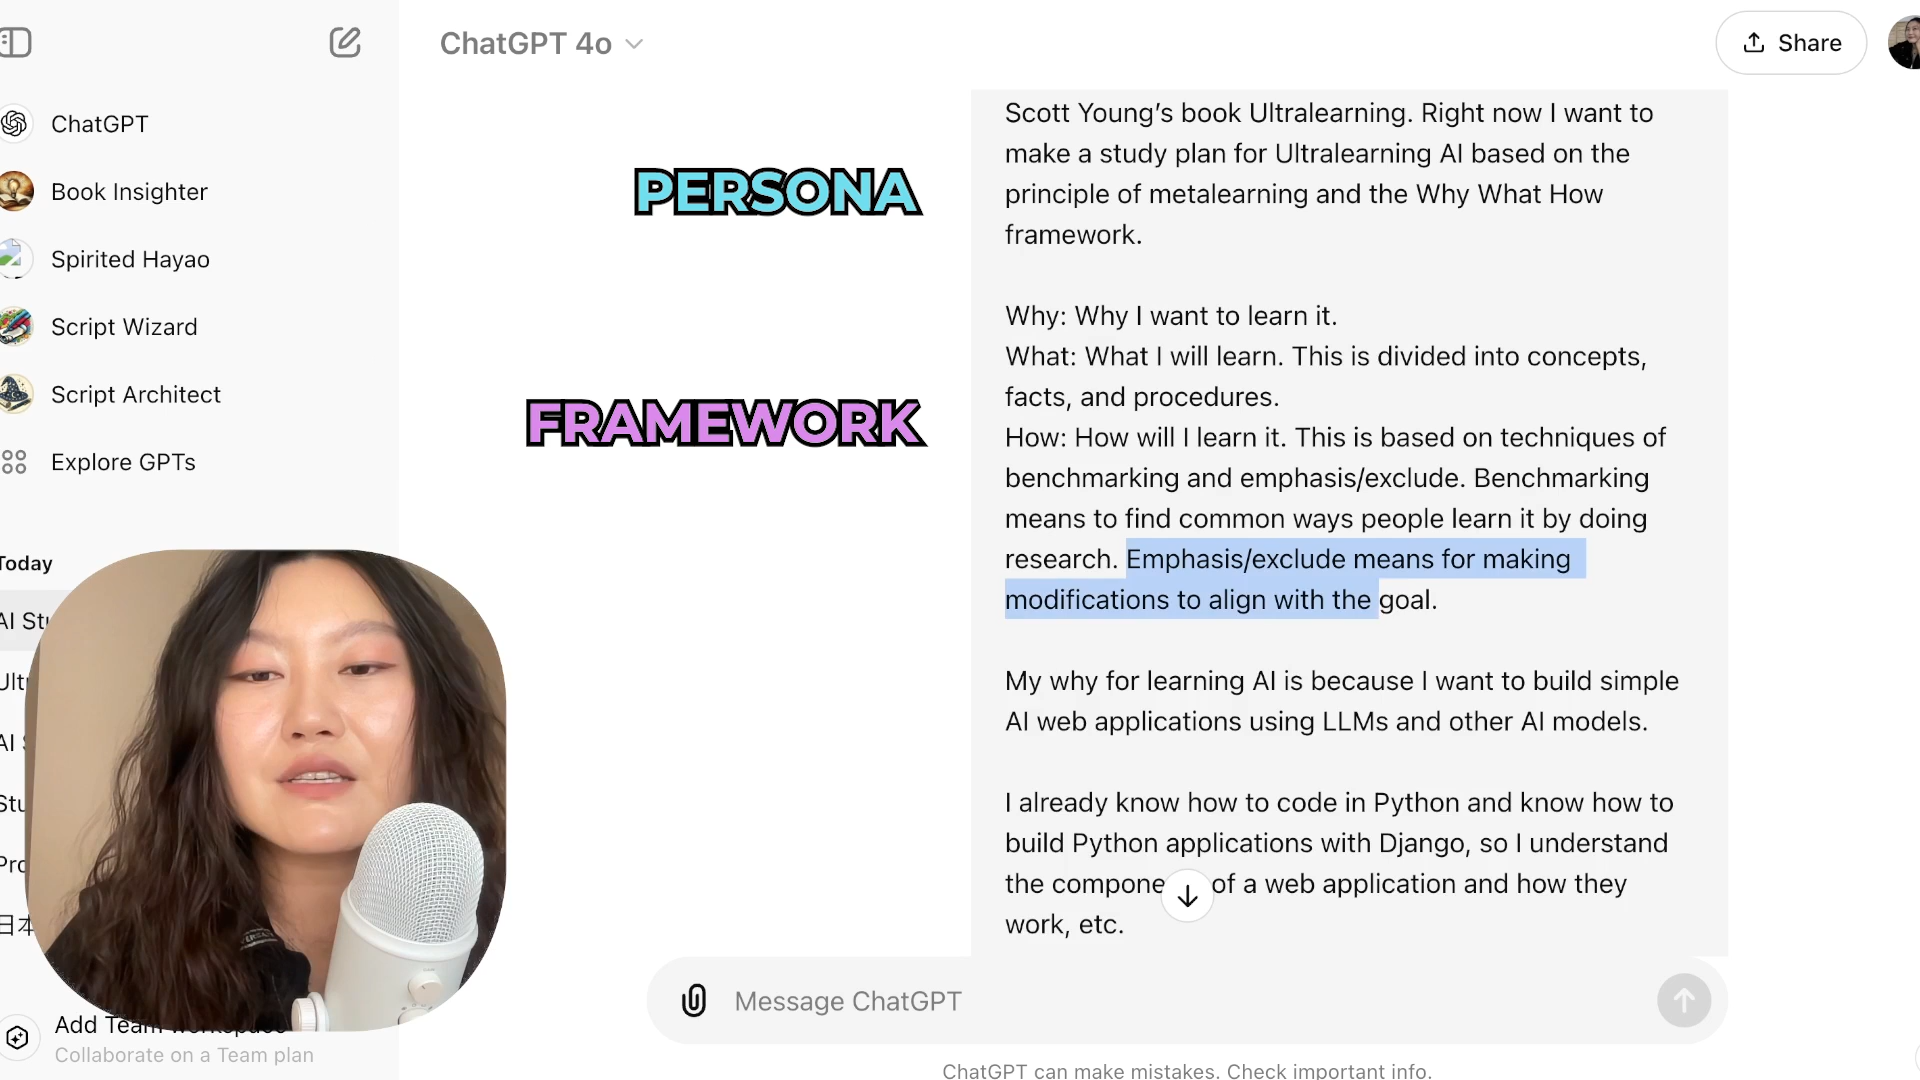 ChatGPT 4o
Share
ChatGPT
Book Insighter
Spirited Hayao
Script Wizard
Script Architect
Explore GPTs
Today
AI
日本
Add Team
Collaborate on a Team plan
PERSONA
FRAMEWORK
Scott Young’s book Ultralearning. Right now I want to
make a study plan for Ultralearning AI based on the
principle of metalearning and the Why What How
framework.
Why: Why I want to learn it.
What: What I will learn. This is divided into concepts,
facts, and procedures.
How: How will I learn it. This is based on techniques of
benchmarking and emphasis/exclude. Benchmarking
means to find common ways people learn it by doing
research. Emphasis/exclude means for making
modifications to align with the goal.
My why for learning AI is because I want to build simple
AI web applications using LLMs and other AI models.
I already know how to code in Python and know how to
build Python applications with Django, so I understand
the compone of a web application and how they
work, etc.
Message ChatGPT
ChatGPT can make mistakes. Check important info.